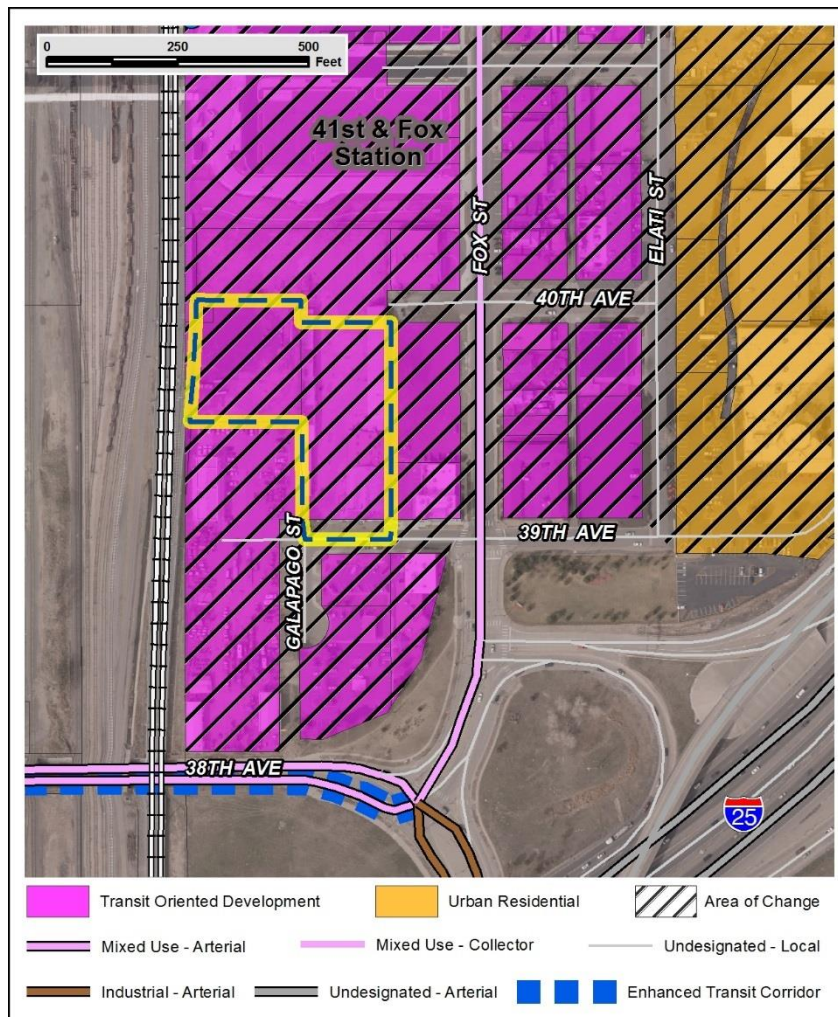 0 250 500
Feet
41st & Fox
Station
FOX ST
ELATI ST
40TH AVE
39TH AVE
GALAPAGO ST
38TH AVE
25
Transit Oriented Development
Urban Residential
Area of Change
Mixed Use - Arterial
Mixed Use - Collector
Undesignated - Local
Industrial - Arterial
Undesignated - Arterial
Enhanced Transit Corridor